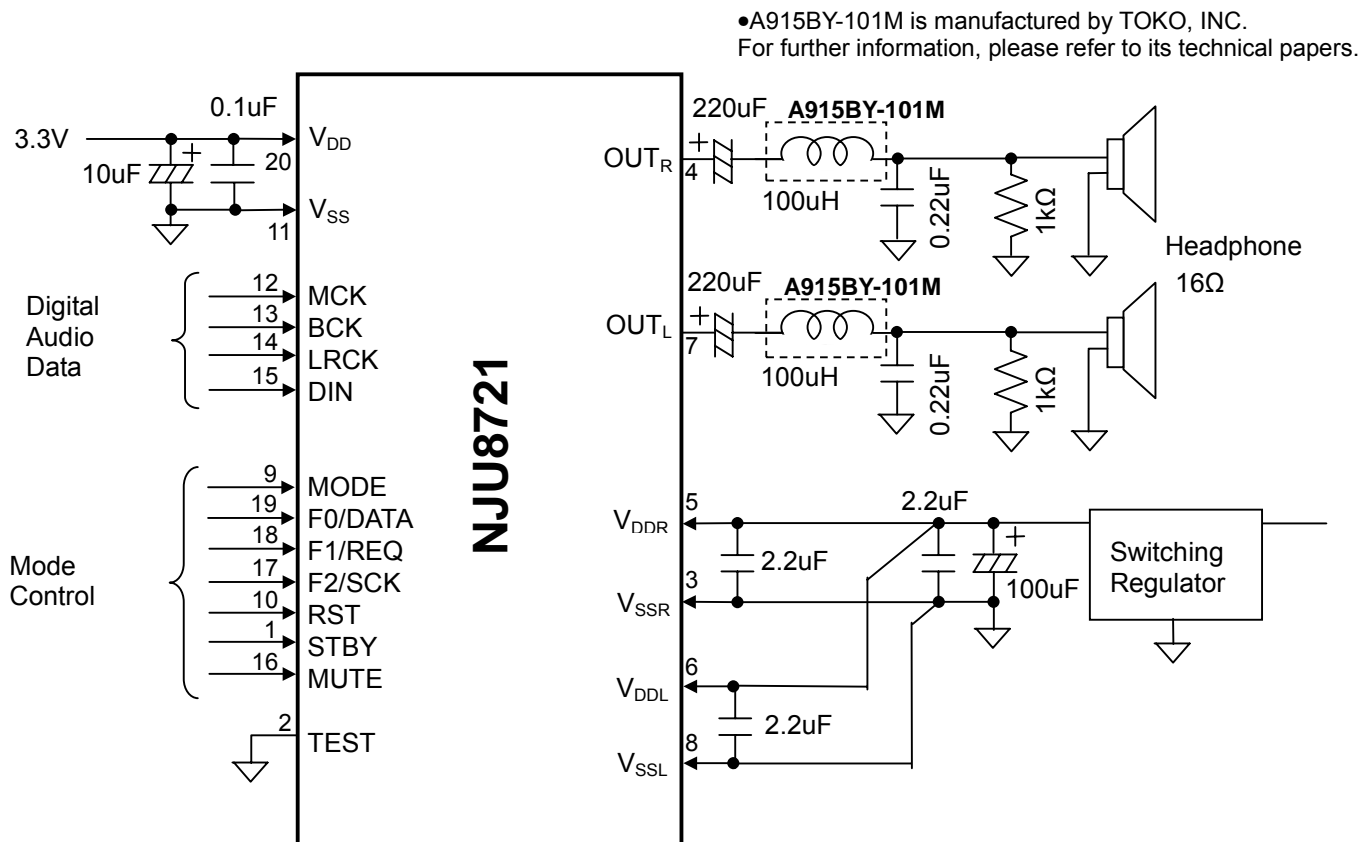 ●A915BY-101M is manufactured by TOKO, INC.
For further information, please refer to its technical papers.
0.1uF
3.3V
10uF
VDD
20
VSS
11
220uF
A915BY-101M
OUTR
4
100uH
0.22uF
1kΩ
Headphone
16Ω
220uF
A915BY-101M
OUTL
7
100uH
0.22uF
1kΩ
Digital
Audio
Data
12
MCK
13
BCK
14
LRCK
15
DIN
NJU8721
Mode
Control
9
MODE
19
F0/DATA
18
F1/REQ
17
F2/SCK
10
RST
1
STBY
16
MUTE
2
TEST
5
VDDR
2.2uF
2.2uF
100uF
3
VSSR
Switching
Regulator
6
VDDL
2.2uF
8
VSSL